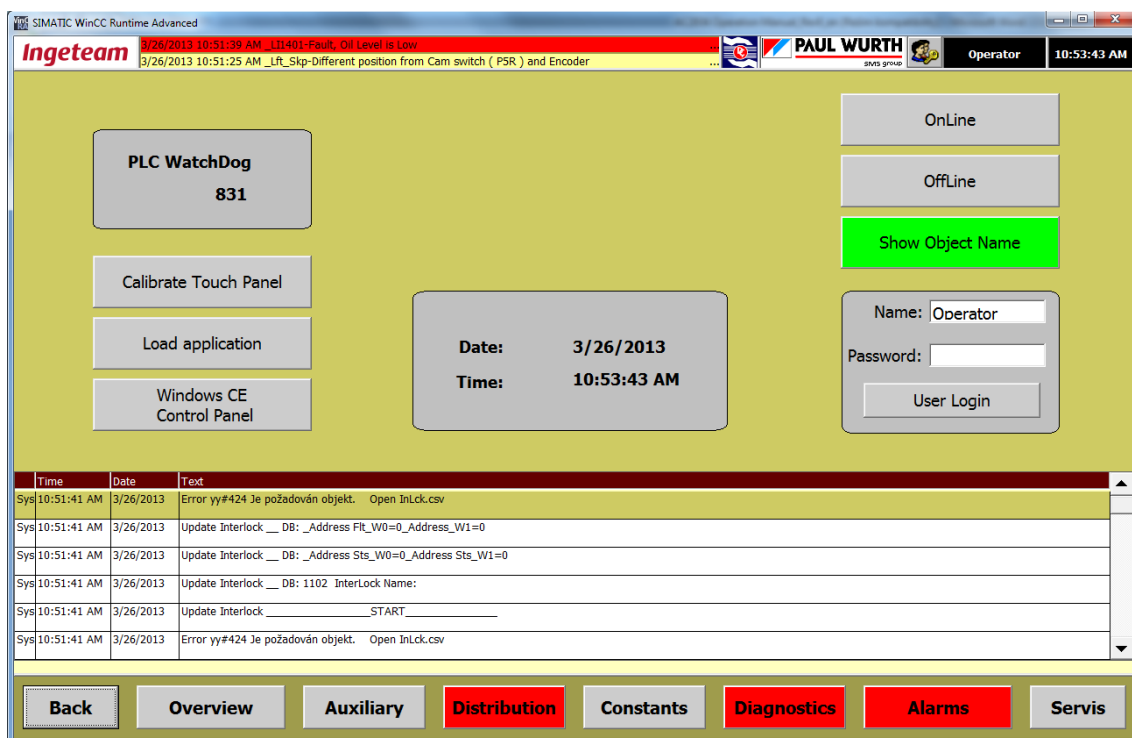 SIMATIC WinCC Runtime Advanced
Ingeteam
3/26/2013 10:51:39 AM _LI1401-Fault, Oil Level is Low ...
3/26/2013 10:51:25 AM _Lft_Skp-Different position from Cam switch ( P5R ) and Encoder ...
PAUL WURTH
SMS group
Operator
10:53:43 AM
PLC WatchDog
831
Calibrate Touch Panel
Load application
Windows CE
Control Panel
Date: 3/26/2013
Time: 10:53:43 AM
OnLine
OffLine
Show Object Name
Name: Operator
Password:
User Login
Time Date Text
Sys 10:51:41 AM 3/26/2013 Error yy#424 Je požadován objekt. Open InLck.csv
Sys 10:51:41 AM 3/26/2013 Update Interlock __ DB: _Address Flt_W0=0_Address_W1=0
Sys 10:51:41 AM 3/26/2013 Update Interlock __ DB: _Address Sts_W0=0_Address Sts_W1=0
Sys 10:51:41 AM 3/26/2013 Update Interlock __ DB: 1102 InterLock Name:
Sys 10:51:41 AM 3/26/2013 Update Interlock _________________START_______________
Sys 10:51:41 AM 3/26/2013 Error yy#424 Je požadován objekt. Open InLck.csv
Back Overview Auxiliary Distribution Constants Diagnostics Alarms Servis